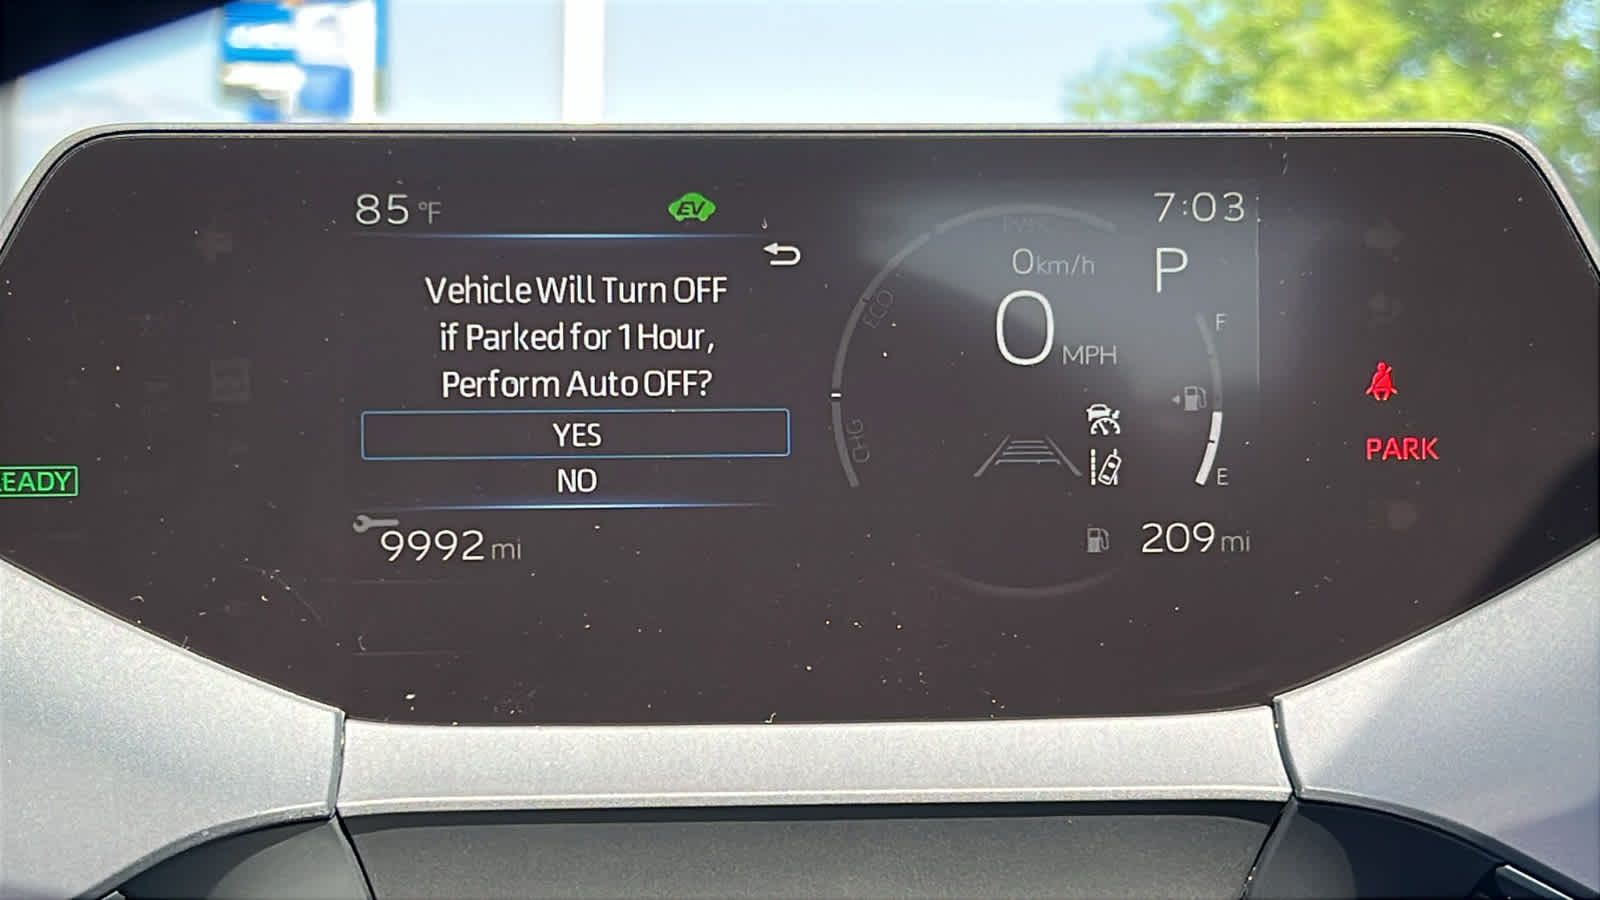 85 °F
EV
7:03
Vehicle Will Turn OFF
if Parked for 1 Hour,
Perform Auto OFF?
YES
NO
9992 mi
0 km/h
P
0 MPH
ECO
CHG
F
E
209 mi
PARK
EADY